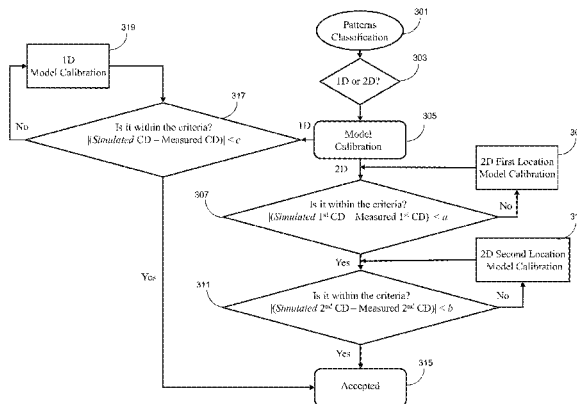 301
Patterns
Classification
303
1D or 2D?
305
Model
Calibration
1D
2D
319
1D
Model Calibration
317
Is it within the criteria?
|(Simulated CD – Measured CD)| < c
No
Yes
30
2D First Location
Model Calibration
307
Is it within the criteria?
|(Simulated 1st CD – Measured 1st CD) < a
No
Yes
31
2D Second Location
Model Calibration
311
Is it within the criteria?
|(Simulated 2nd CD – Measured 2nd CD)| < b
No
Yes
315
Accepted